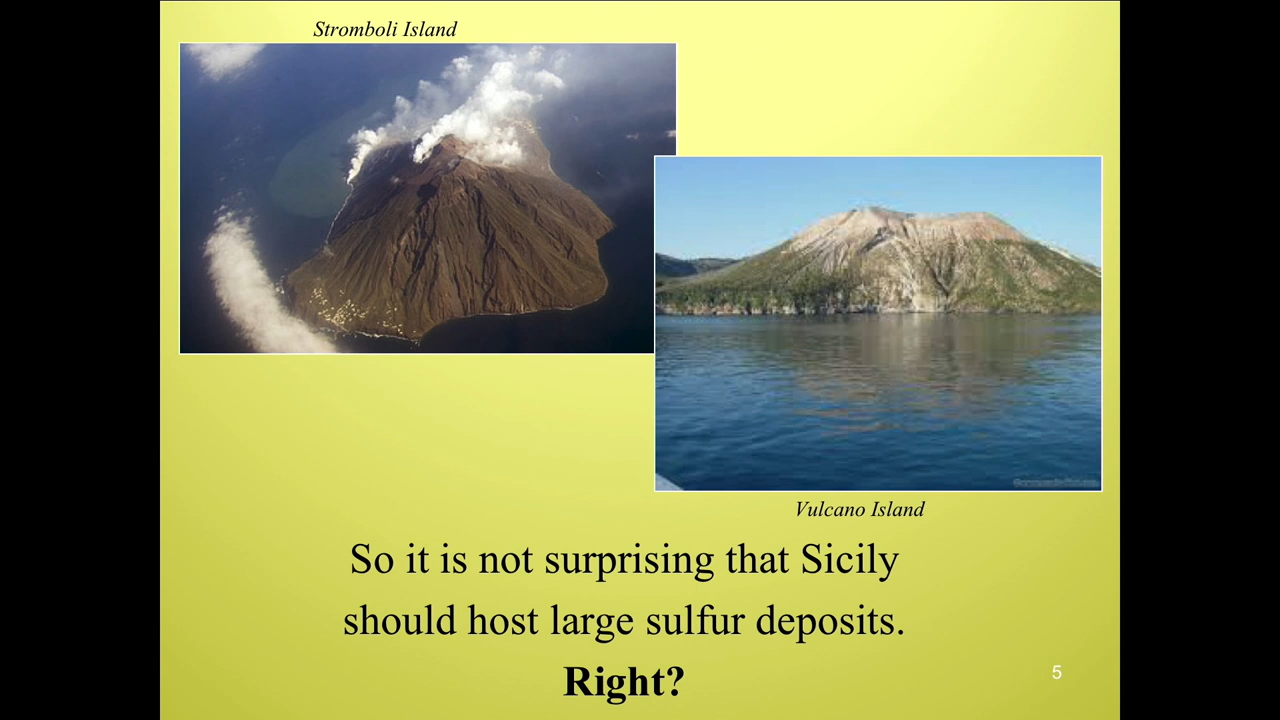 Stromboli Island
Vulcano Island
So it is not surprising that Sicily
should host large sulfur deposits.
Right?
5